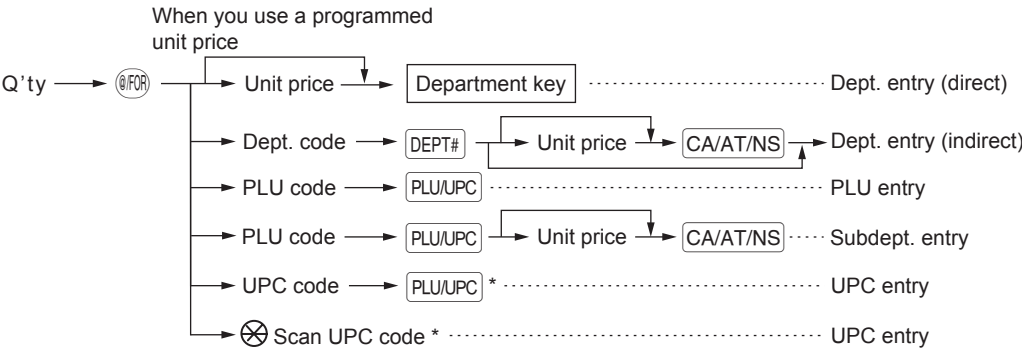 When you use a programmed
unit price
Q'ty @/FOR Unit price Department key Dept. entry (direct)
Dept. code DEPT# Unit price CA/AT/NS Dept. entry (indirect)
PLU code PLU/UPC PLU entry
PLU code PLU/UPC Unit price CA/AT/NS Subdept. entry
UPC code PLU/UPC * UPC entry
Scan UPC code * UPC entry